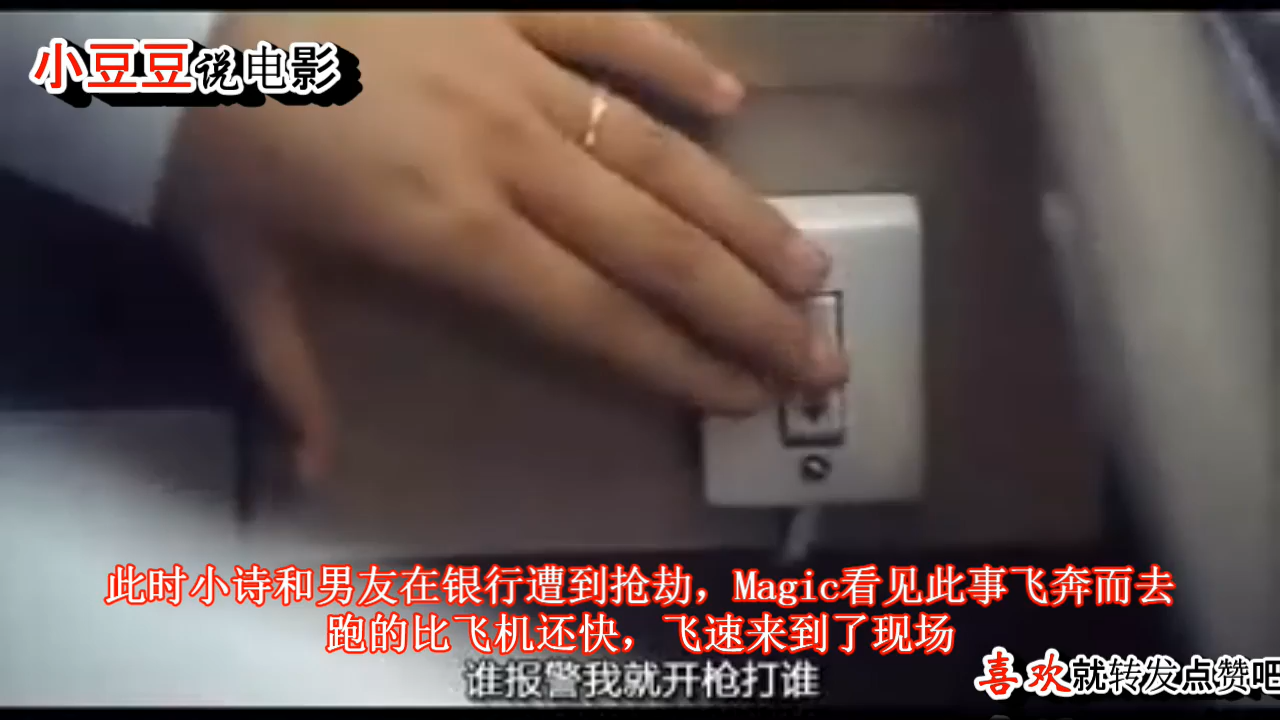 小豆豆说电影
此时小诗和男友在银行遭到抢劫，Magic看见此事飞奔而去
跑的比飞机还快，飞速来到了现场
谁报警我就开枪打谁
喜欢就转发点赞吧